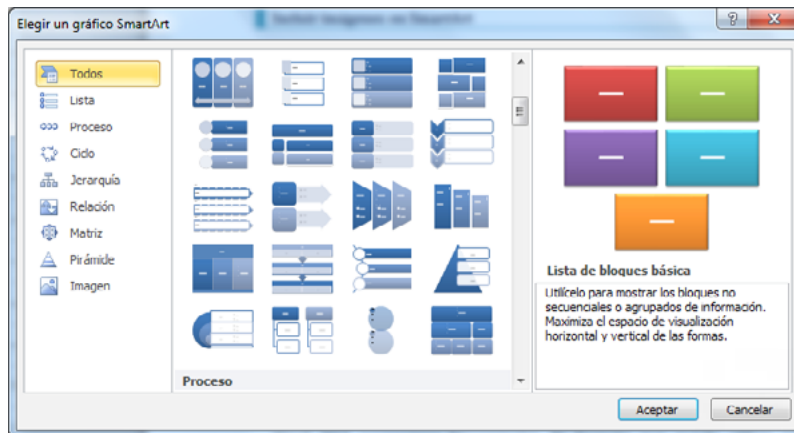 Elegir un gráfico SmartArt
Todos
Lista
Proceso
Ciclo
Jerarquía
Relación
Matriz
Pirámide
Imagen
Proceso
Lista de bloques básica
Utilícelo para mostrar los bloques no
secuenciales o agrupados de información.
Maximiza el espacio de visualización
horizontal y vertical de las formas.
Aceptar
Cancelar